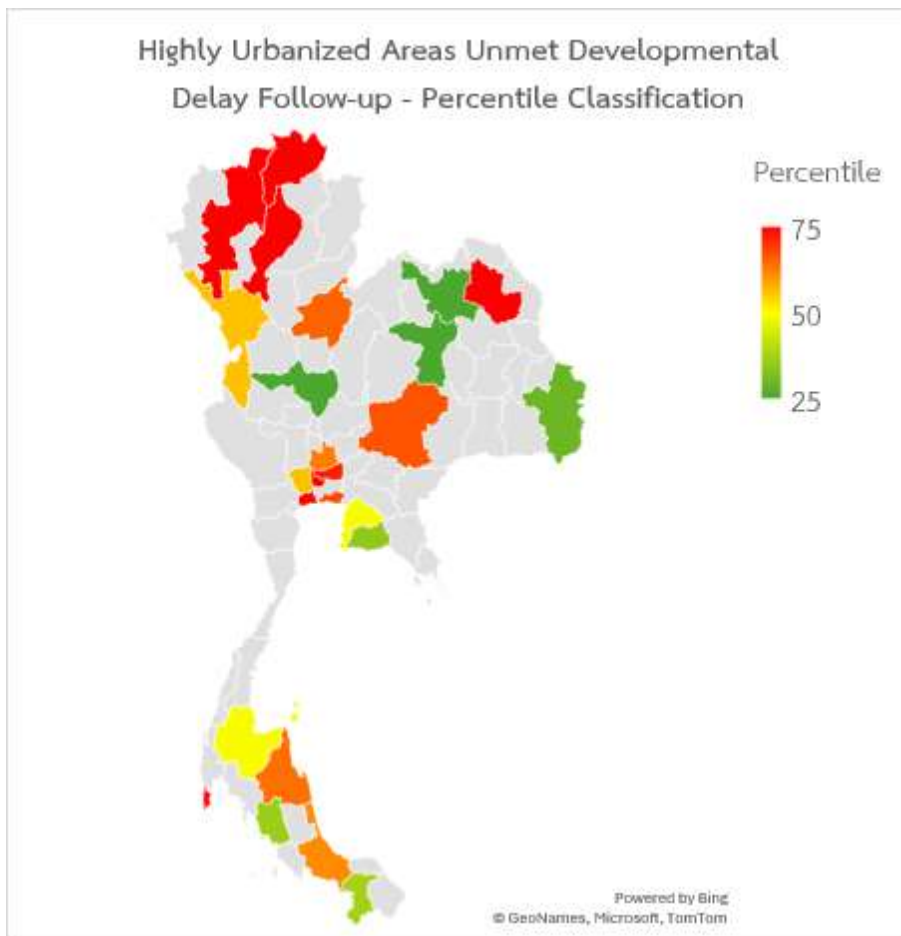 Highly Urbanized Areas Unmet Developmental
Delay Follow-up - Percentile Classification
Percentile
75
50
25
Powered by Bing
© GeoNames, Microsoft, TomTom